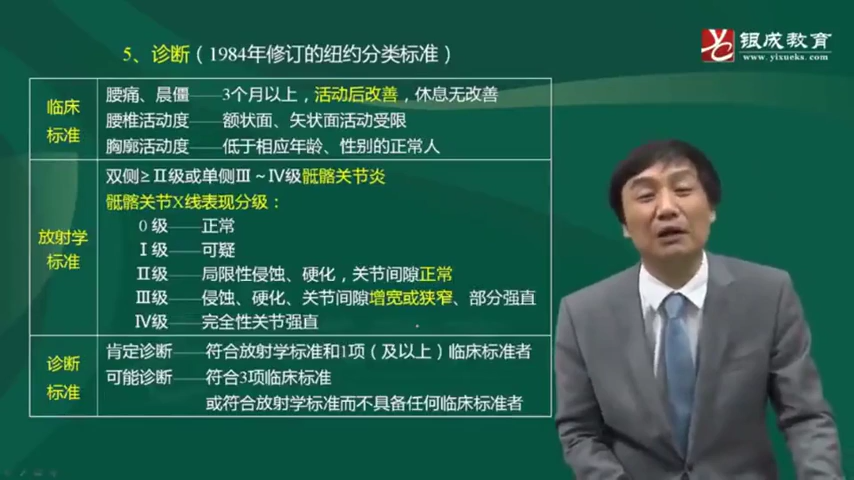 5、诊断（1984年修订的纽约分类标准）
银成教育
www.yixueks.com
临床标准
腰痛、晨僵——3个月以上，活动后改善，休息无改善
腰椎活动度——额状面、矢状面活动受限
胸廓活动度——低于相应年龄、性别的正常人
放射学标准
双侧≥Ⅱ级或单侧Ⅲ～Ⅳ级骶髂关节炎
骶髂关节X线表现分级：
0级——正常
Ⅰ级——可疑
Ⅱ级——局限性侵蚀、硬化，关节间隙正常
Ⅲ级——侵蚀、硬化、关节间隙增宽或狭窄、部分强直
Ⅳ级——完全性关节强直
诊断标准
肯定诊断——符合放射学标准和1项（及以上）临床标准者
可能诊断——符合3项临床标准
或符合放射学标准而不具备任何临床标准者